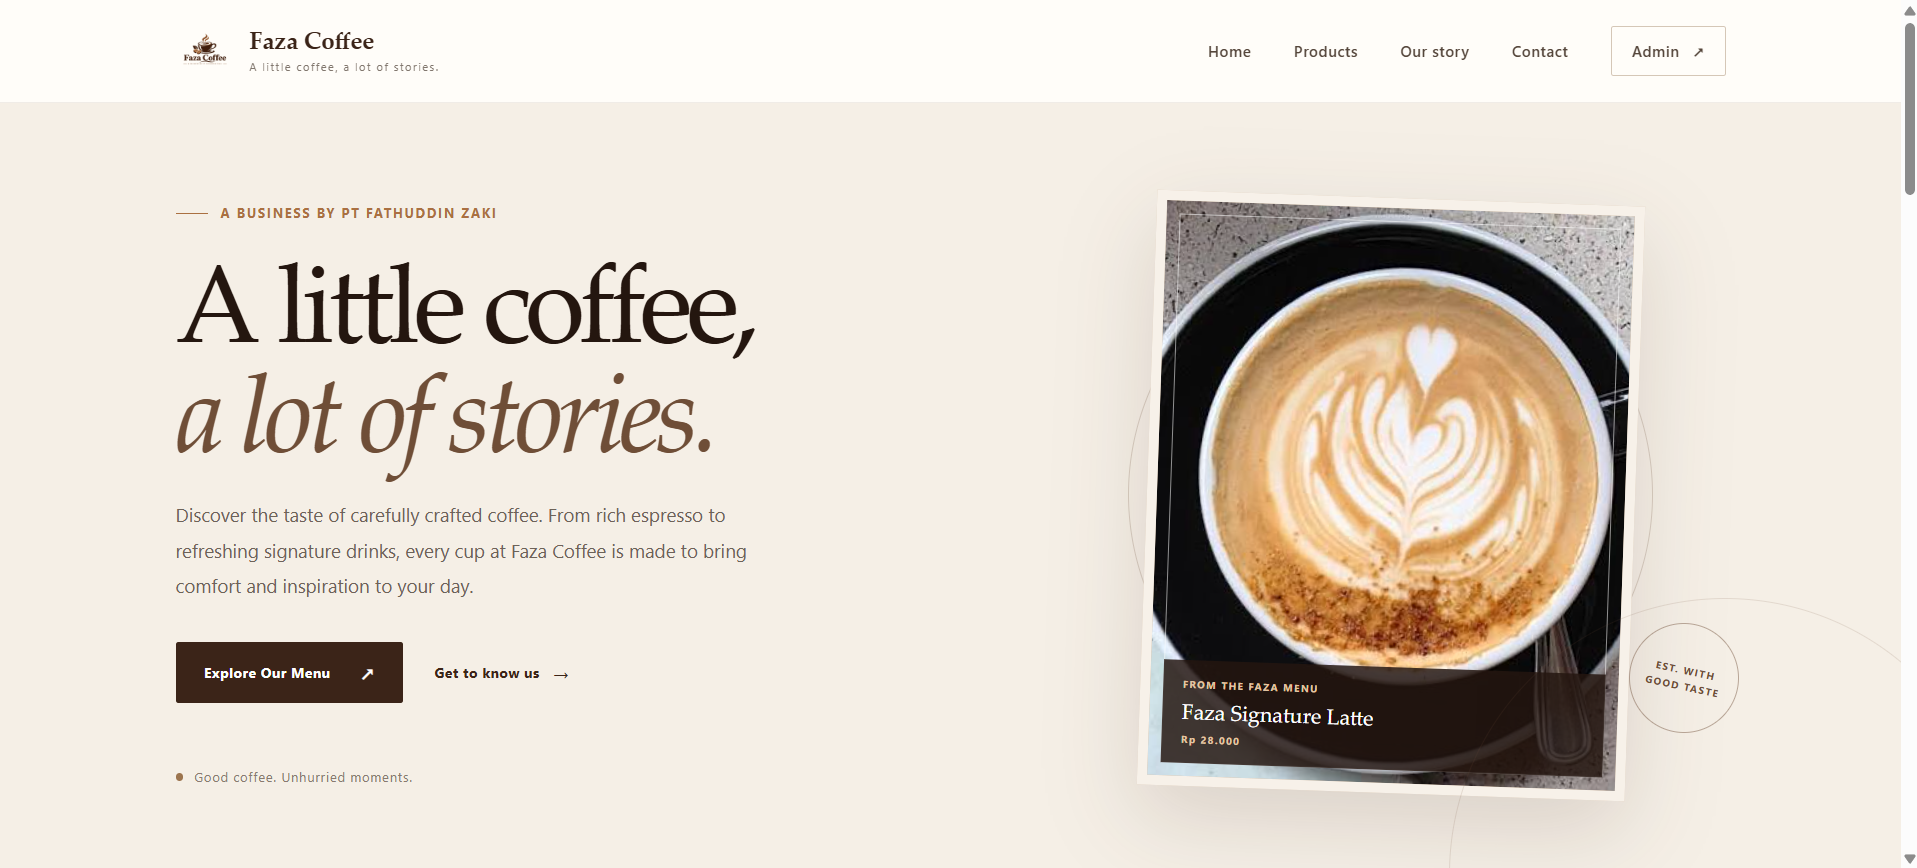 Faza Coffee
Faza Coffee
A little coffee, a lot of stories.
Home
Products
Our story
Contact
Admin ↗
A BUSINESS BY PT FATHUDDIN ZAKI
A little coffee,
a lot of stories.
Discover the taste of carefully crafted coffee. From rich espresso to
refreshing signature drinks, every cup at Faza Coffee is made to bring
comfort and inspiration to your day.
Explore Our Menu ↗
Get to know us →
Good coffee. Unhurried moments.
FROM THE FAZA MENU
Faza Signature Latte
Rp 28.000
EST. WITH
GOOD TASTE